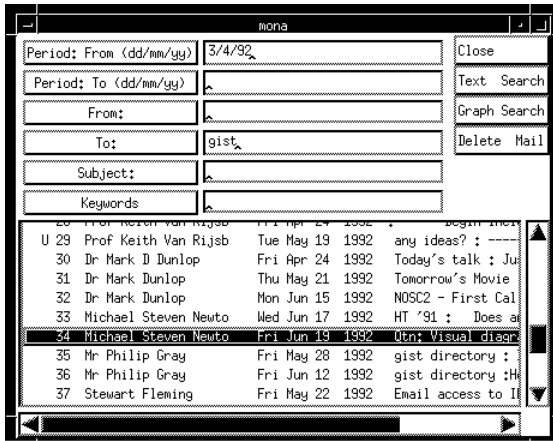 mona
Period: From (dd/mm/yy) 3/4/92 Close
Period: To (dd/mm/yy) Text Search
From: Graph Search
To: gist Delete Mail
Subject:
Keywords
U 29 Prof Keith Van Rijsb Tue May 19 1992 any ideas? : -----
30 Dr Mark D Dunlop Fri Apr 24 1992 Today's talk : Ju
31 Dr Mark Dunlop Thu May 21 1992 Tomorrow's Movie
32 Dr Mark Dunlop Mon Jun 15 1992 NOSC2 - First Cal
33 Michael Steven Newto Wed Jun 17 1992 HT '91 : Does a
34 Michael Steven Newto Fri Jun 19 1992 Qtn: Visual diagr
35 Mr Philip Gray Fri May 28 1992 gist directory :
36 Mr Philip Gray Fri Jun 12 1992 gist directory :H
37 Stewart Fleming Fri May 22 1992 Email access to I